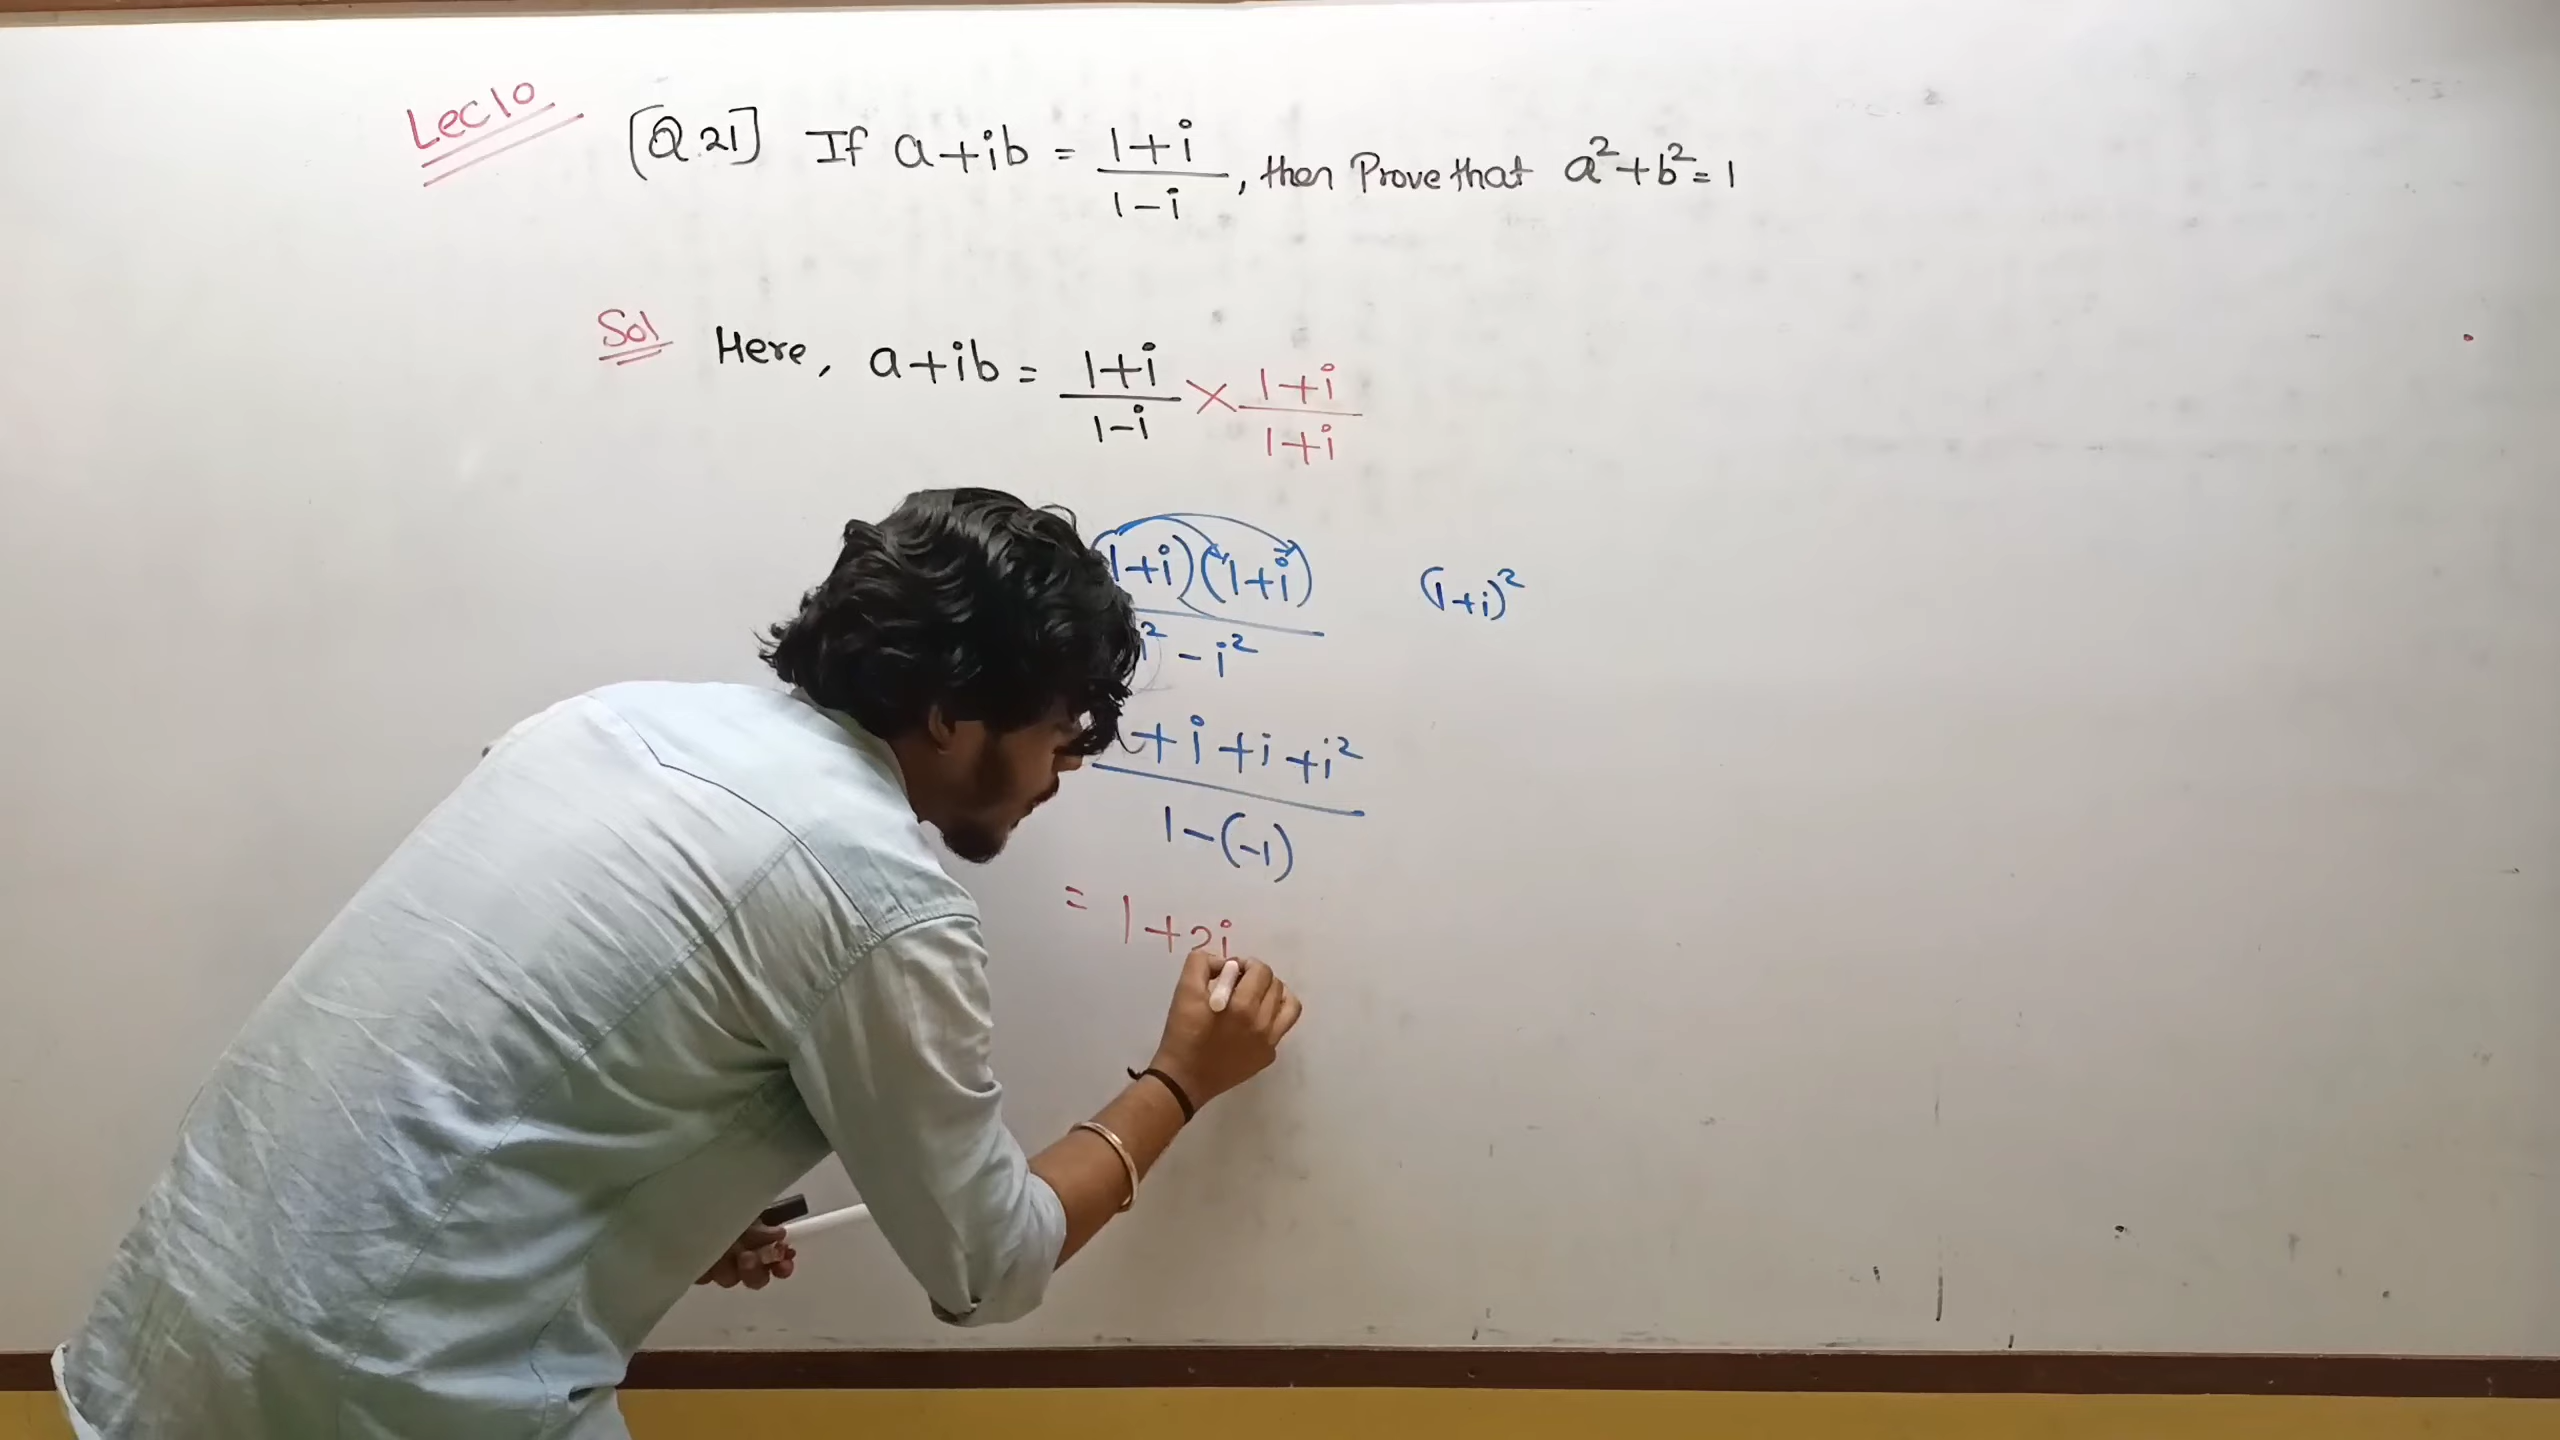 Lec 10
[Q.21] If a+ib = 1+i / 1-i , then Prove that a²+b²=1
Sol Here, a+ib = 1+i / 1-i × 1+i / 1+i
1+i)(1+i) / ² - i² (1+i)²
+i+i+i² / 1-(-1)
= 1+2i